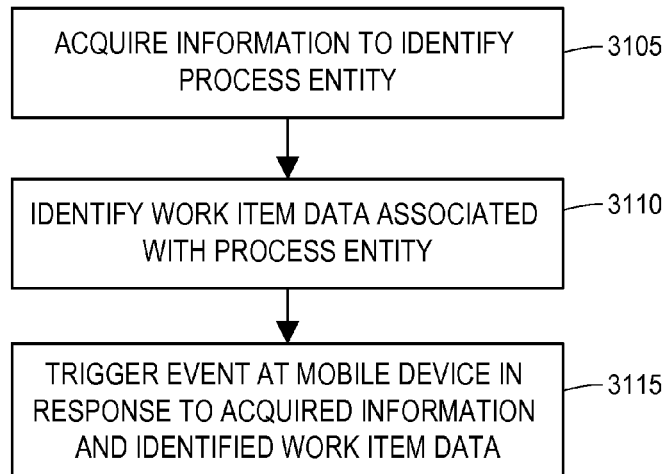 ACQUIRE INFORMATION TO IDENTIFY
PROCESS ENTITY
3105
IDENTIFY WORK ITEM DATA ASSOCIATED
WITH PROCESS ENTITY
3110
TRIGGER EVENT AT MOBILE DEVICE IN
RESPONSE TO ACQUIRED INFORMATION
AND IDENTIFIED WORK ITEM DATA
3115